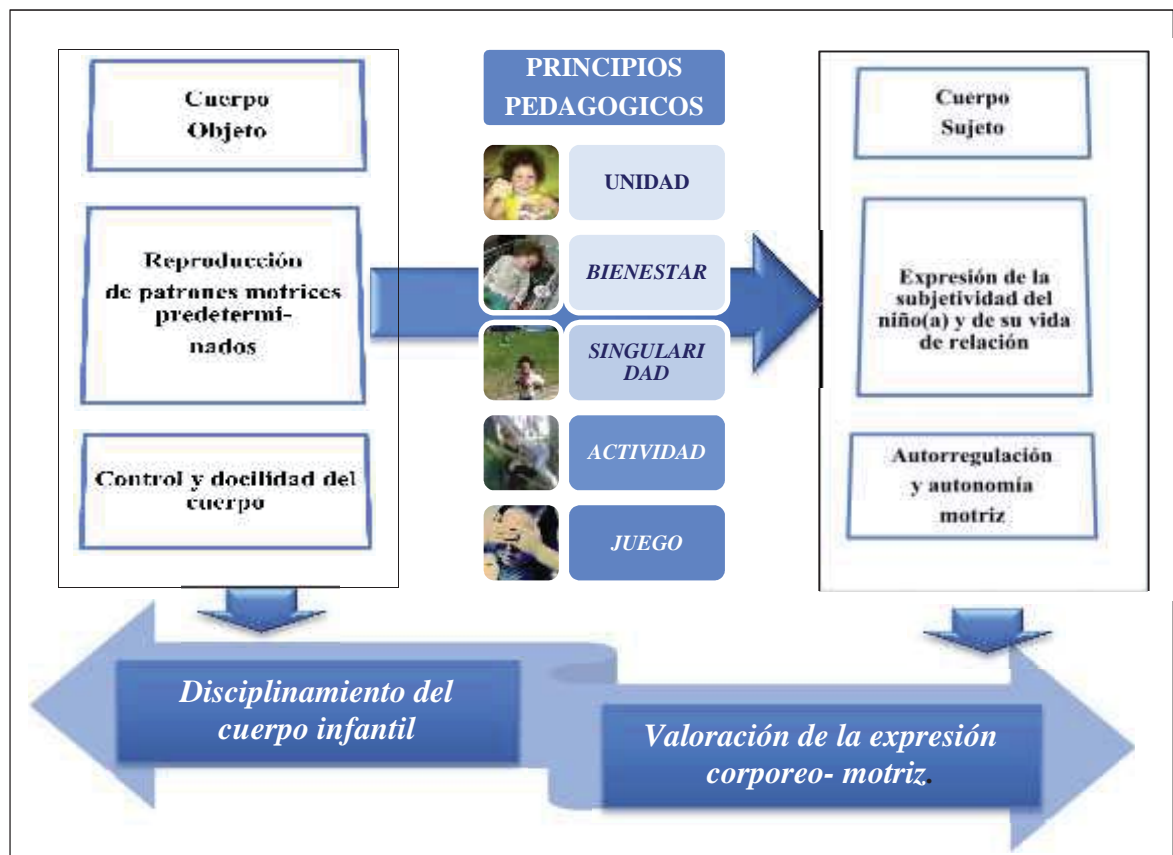 Cuerpo
Objeto
Reproducción
de patrones motrices
predetermi-
nados
Control y docilidad del
cuerpo
PRINCIPIOS
PEDAGOGICOS
UNIDAD
BIENESTAR
SINGULARI
DAD
ACTIVIDAD
JUEGO
Cuerpo
Sujeto
Expresión de la
subjetividad del
niño(a) y de su vida
de relación
Autorregulación
y autonomía
motriz
Disciplinamiento del
cuerpo infantil
Valoración de la expresión
corporeo- motriz.